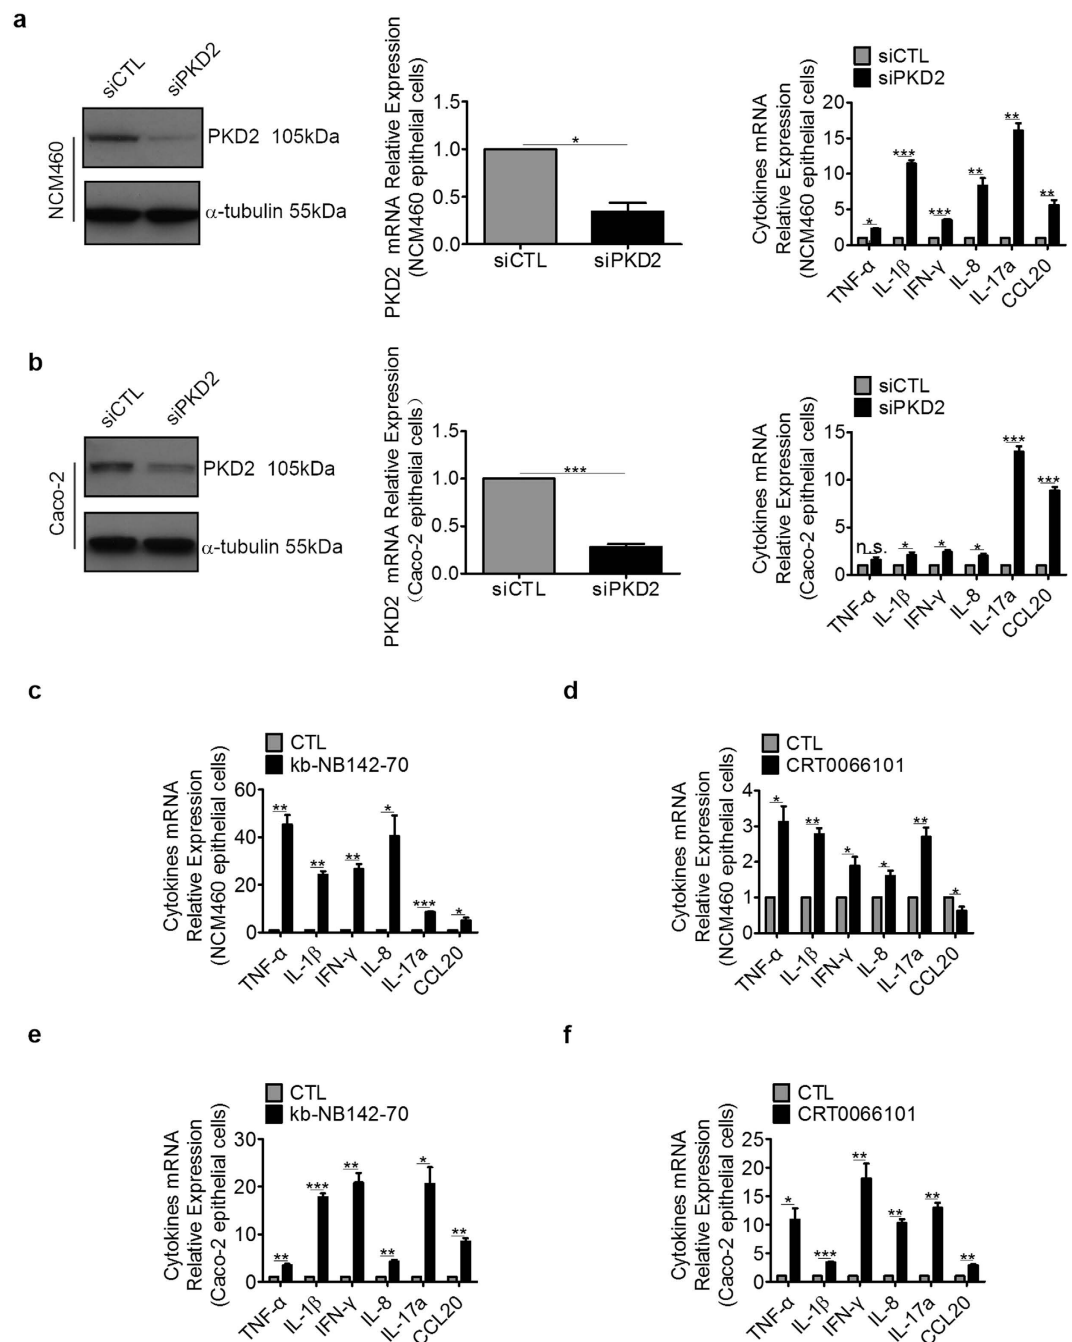 a
siCTL
siPKD2
NCM460
PKD2 105kDa
α-tubulin 55kDa
PKD2 mRNA Relative Expression
(NCM460 epithelial cells)
1.5
1.0
0.5
0.0
*
siCTL
siPKD2
siCTL
siPKD2
Cytokines mRNA
Relative Expression
(NCM460 epithelial cells)
20
15
10
5
0
*
***
***
**
**
**
TNF-α
IL-1β
IFN-γ
IL-8
IL-17a
CCL20
b
siCTL
siPKD2
Caco-2
PKD2 105kDa
α-tubulin 55kDa
PKD2 mRNA Relative Expression
(Caco-2 epithelial cells)
1.5
1.0
0.5
0.0
***
siCTL
siPKD2
siCTL
siPKD2
Cytokines mRNA
Relative Expression
(Caco-2 epithelial cells)
15
10
5
0
n.s.
*
*
*
***
***
TNF-α
IL-1β
IFN-γ
IL-8
IL-17a
CCL20
c
CTL
kb-NB142-70
Cytokines mRNA
Relative Expression
(NCM460 epithelial cells)
60
40
20
0
**
**
**
*
***
*
TNF-α
IL-1β
IFN-γ
IL-8
IL-17a
CCL20
d
CTL
CRT0066101
Cytokines mRNA
Relative Expression
(NCM460 epithelial cells)
4
3
2
1
0
*
**
*
*
**
*
TNF-α
IL-1β
IFN-γ
IL-8
IL-17a
CCL20
e
CTL
kb-NB142-70
Cytokines mRNA
Relative Expression
(Caco-2 epithelial cells)
30
20
10
0
**
***
**
**
*
**
TNF-α
IL-1β
IFN-γ
IL-8
IL-17a
CCL20
f
CTL
CRT0066101
Cytokines mRNA
Relative Expression
(Caco-2 epithelial cells)
25
20
15
10
5
0
*
***
**
**
**
**
TNF-α
IL-1β
IFN-γ
IL-8
IL-17a
CCL20